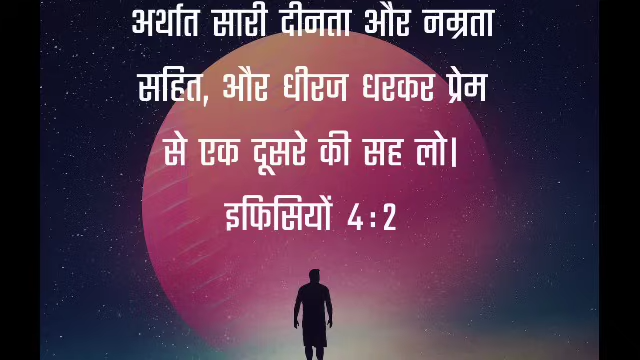 अर्थात सारी दीनता और नम्रता
सहित, और धीरज धरकर प्रेम
से एक दूसरे की सह लो।
इफिसियों 4 : 2